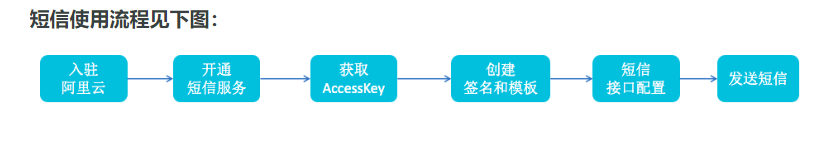 短信使用流程见下图：
入驻
阿里云
开通
短信服务
获取
AccessKey
创建
签名和模板
短信
接口配置
发送短信